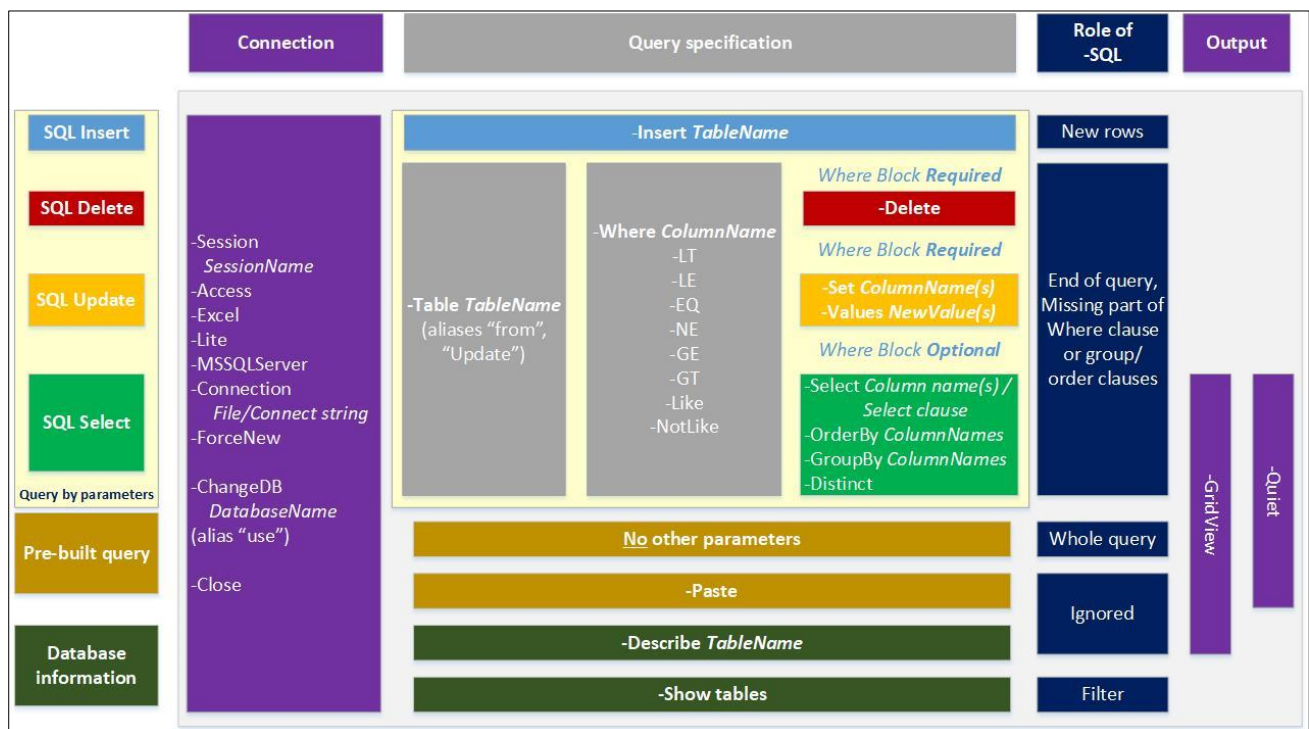 Connection
Query specification
Role of
-SQL
Output
SQL Insert
SQL Delete
SQL Update
SQL Select
Query by parameters
Pre-built query
Database
information
-Session
SessionName
-Access
-Excel
-Lite
-MSSQLServer
-Connection
File/Connect string
-ForceNew
-ChangeDB
DatabaseName
(alias “use”)
-Close
-Insert TableName
-Table TableName
(aliases “from”,
“Update”)
-Where ColumnName
-LT
-LE
-EQ
-NE
-GE
-GT
-Like
-NotLike
Where Block Required
-Delete
Where Block Required
-Set ColumnName(s)
-Values NewValue(s)
Where Block Optional
-Select Column name(s) /
Select clause
-OrderBy ColumnNames
-GroupBy ColumnNames
-Distinct
No other parameters
-Paste
-Describe TableName
-Show tables
New rows
End of query,
Missing part of
Where clause
or group/
order clauses
Whole query
Ignored
Filter
-GridView
-Quiet